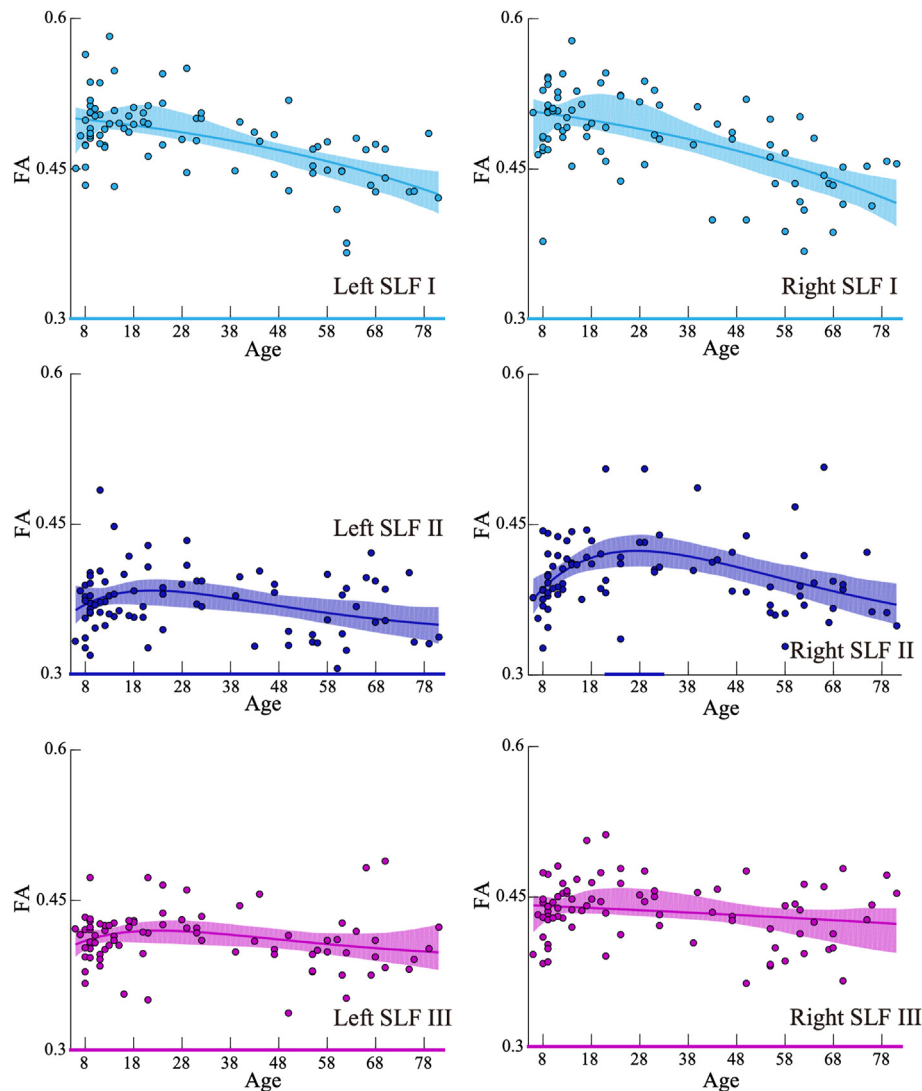 0.6
0.45
0.3
FA
Left SLF I
8 18 28 38 48 58 68 78
Age
0.6
0.45
0.3
FA
Right SLF I
8 18 28 38 48 58 68 78
Age
0.6
0.45
0.3
FA
Left SLF II
8 18 28 38 48 58 68 78
Age
0.6
0.45
0.3
FA
Right SLF II
8 18 28 38 48 58 68 78
Age
0.6
0.45
0.3
FA
Left SLF III
8 18 28 38 48 58 68 78
Age
0.6
0.45
0.3
FA
Right SLF III
8 18 28 38 48 58 68 78
Age